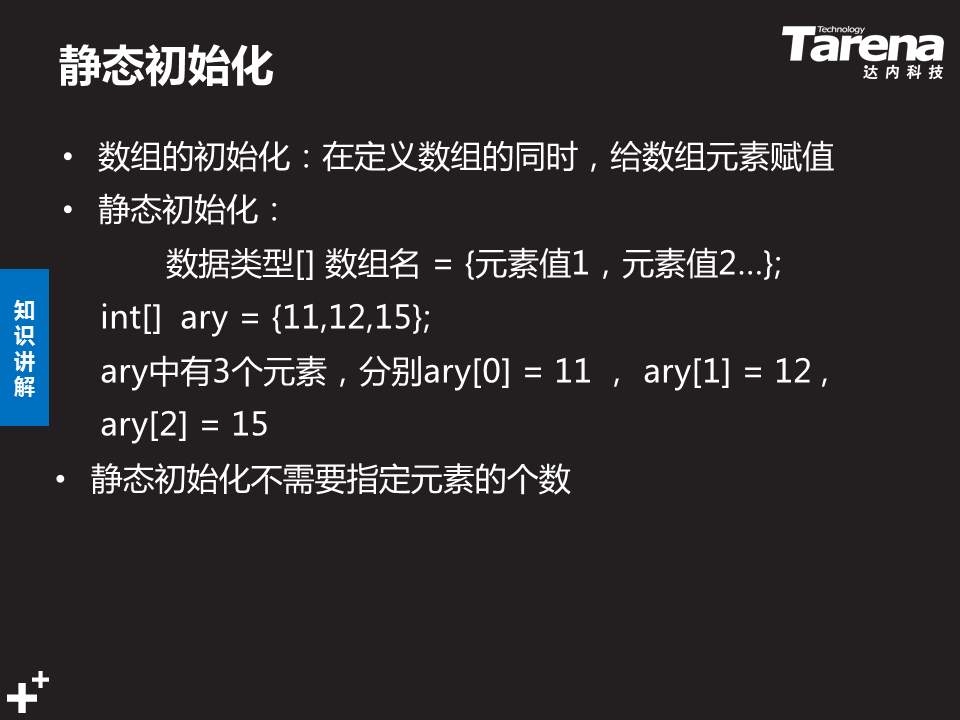 静态初始化
Technology
Tarena
达内科技
• 数组的初始化：在定义数组的同时，给数组元素赋值
• 静态初始化：
数据类型[] 数组名 = {元素值1，元素值2…};
int[] ary = {11,12,15};
ary中有3个元素，分别ary[0] = 11 ， ary[1] = 12 ,
ary[2] = 15
• 静态初始化不需要指定元素的个数
知
识
讲
解